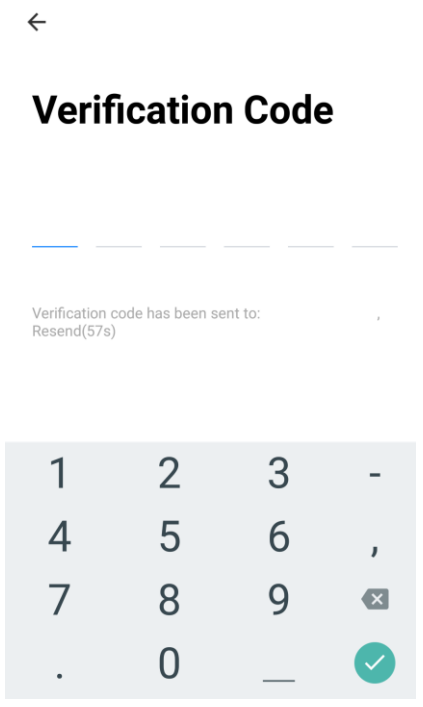 Verification Code
Verification code has been sent to: ,
Resend(57s)
1 2 3 -
4 5 6 ,
7 8 9
. 0 _